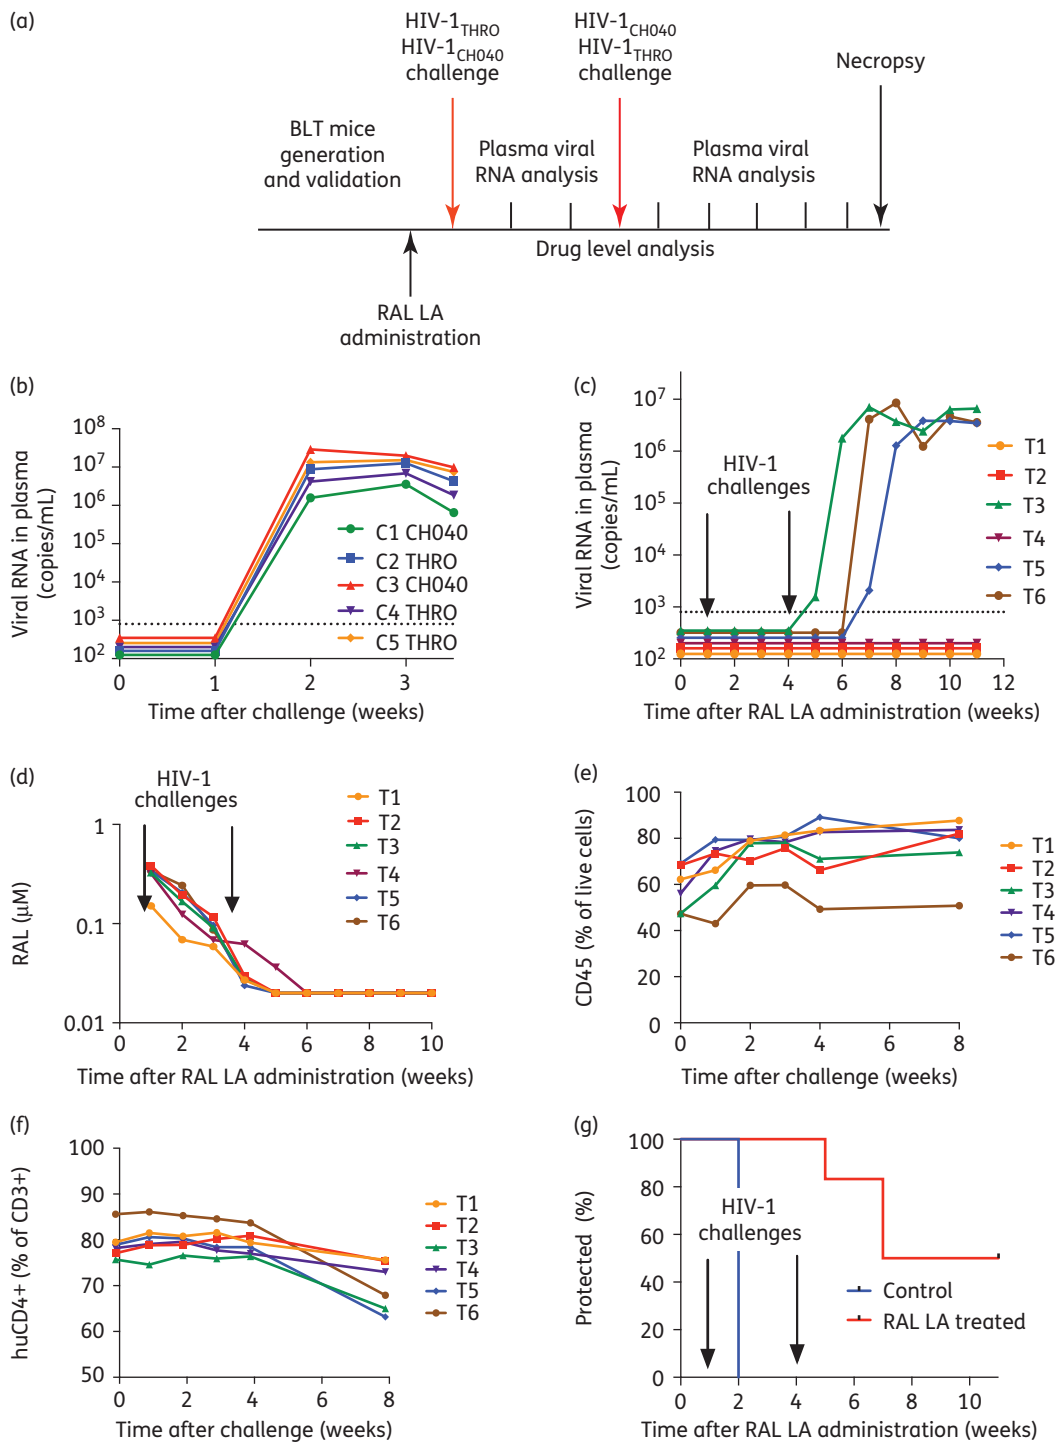 (a)
HIV-1THRO
HIV-1CH040
challenge
HIV-1CH040
HIV-1THRO
challenge
Necropsy
BLT mice
generation
and validation
Plasma viral
RNA analysis
Plasma viral
RNA analysis
Drug level analysis
RAL LA
administration
(b)
Viral RNA in plasma
(copies/mL)
10^8
10^7
10^6
10^5
10^4
10^3
10^2
C1 CH040
C2 THRO
C3 CH040
C4 THRO
C5 THRO
0 1 2 3
Time after challenge (weeks)
(c)
Viral RNA in plasma
(copies/mL)
10^7
10^6
10^5
10^4
10^3
10^2
HIV-1
challenges
T1
T2
T3
T4
T5
T6
0 2 4 6 8 10 12
Time after RAL LA administration (weeks)
(d)
HIV-1
challenges
RAL (µM)
1
0.1
0.01
T1
T2
T3
T4
T5
T6
0 2 4 6 8 10
Time after RAL LA administration (weeks)
(e)
CD45 (% of live cells)
100
80
60
40
20
0
T1
T2
T3
T4
T5
T6
0 2 4 6 8
Time after challenge (weeks)
(f)
huCD4+ (% of CD3+)
100
90
80
70
60
50
T1
T2
T3
T4
T5
T6
0 2 4 6 8
Time after challenge (weeks)
(g)
Protected (%)
100
80
60
40
20
0
HIV-1
challenges
Control
RAL LA treated
0 2 4 6 8 10
Time after RAL LA administration (weeks)